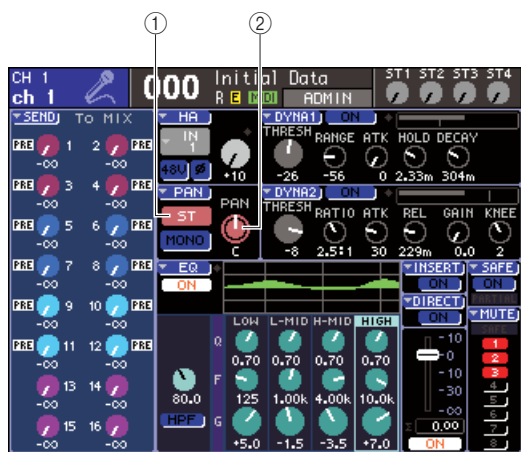 ① ②
CH 1
ch 1
000 Initial Data
R E MIDI ADMIN
ST1 ST2 ST3 ST4
SEND To MIX
PRE 1 2 PRE
-∞ -∞
PRE 3 4 PRE
-∞ -∞
PRE 5 6 PRE
-∞ -∞
PRE 7 8 PRE
-∞ -∞
PRE 9 10 PRE
-∞ -∞
PRE 11 12 PRE
-∞ -∞
13 14
-∞ -∞
15 16
-∞ -∞
HA
IN
1
48V ø
+10
PAN
ST
MONO
PAN
C
DYNA1 ON
THRESH RANGE ATK HOLD DECAY
-26 -56 0 2.33m 304m
DYNA2 ON
THRESH RATIO ATK REL GAIN KNEE
-8 2.5:1 30 229m 0.0 2
EQ
ON
LOW L-MID H-MID HIGH
Q 0.70 0.70 0.70 0.70
F 125 1.00k 4.00k 10.0k
G +5.0 -1.5 -3.5 +7.0
80.0
HPF
INSERT
ON
DIRECT
ON
10
0
-10
-30
-∞
Σ 0.00
ON
SAFE
ON
PARTIAL
MUTE
SAFE
1
2
3
4
5
6
7
8